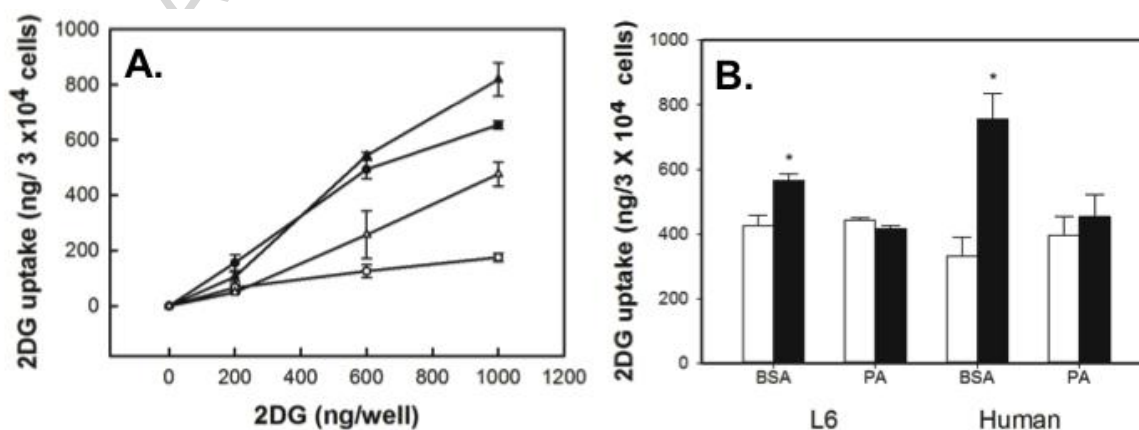 A.
2DG uptake (ng/ 3 x10⁴ cells)
1000
800
600
400
200
0
0 200 400 600 800 1000 1200
2DG (ng/well)
B.
2DG uptake (ng/3 X 10⁴ cells)
1000
800
600
400
200
0
*
*
BSA PA BSA PA
L6 Human